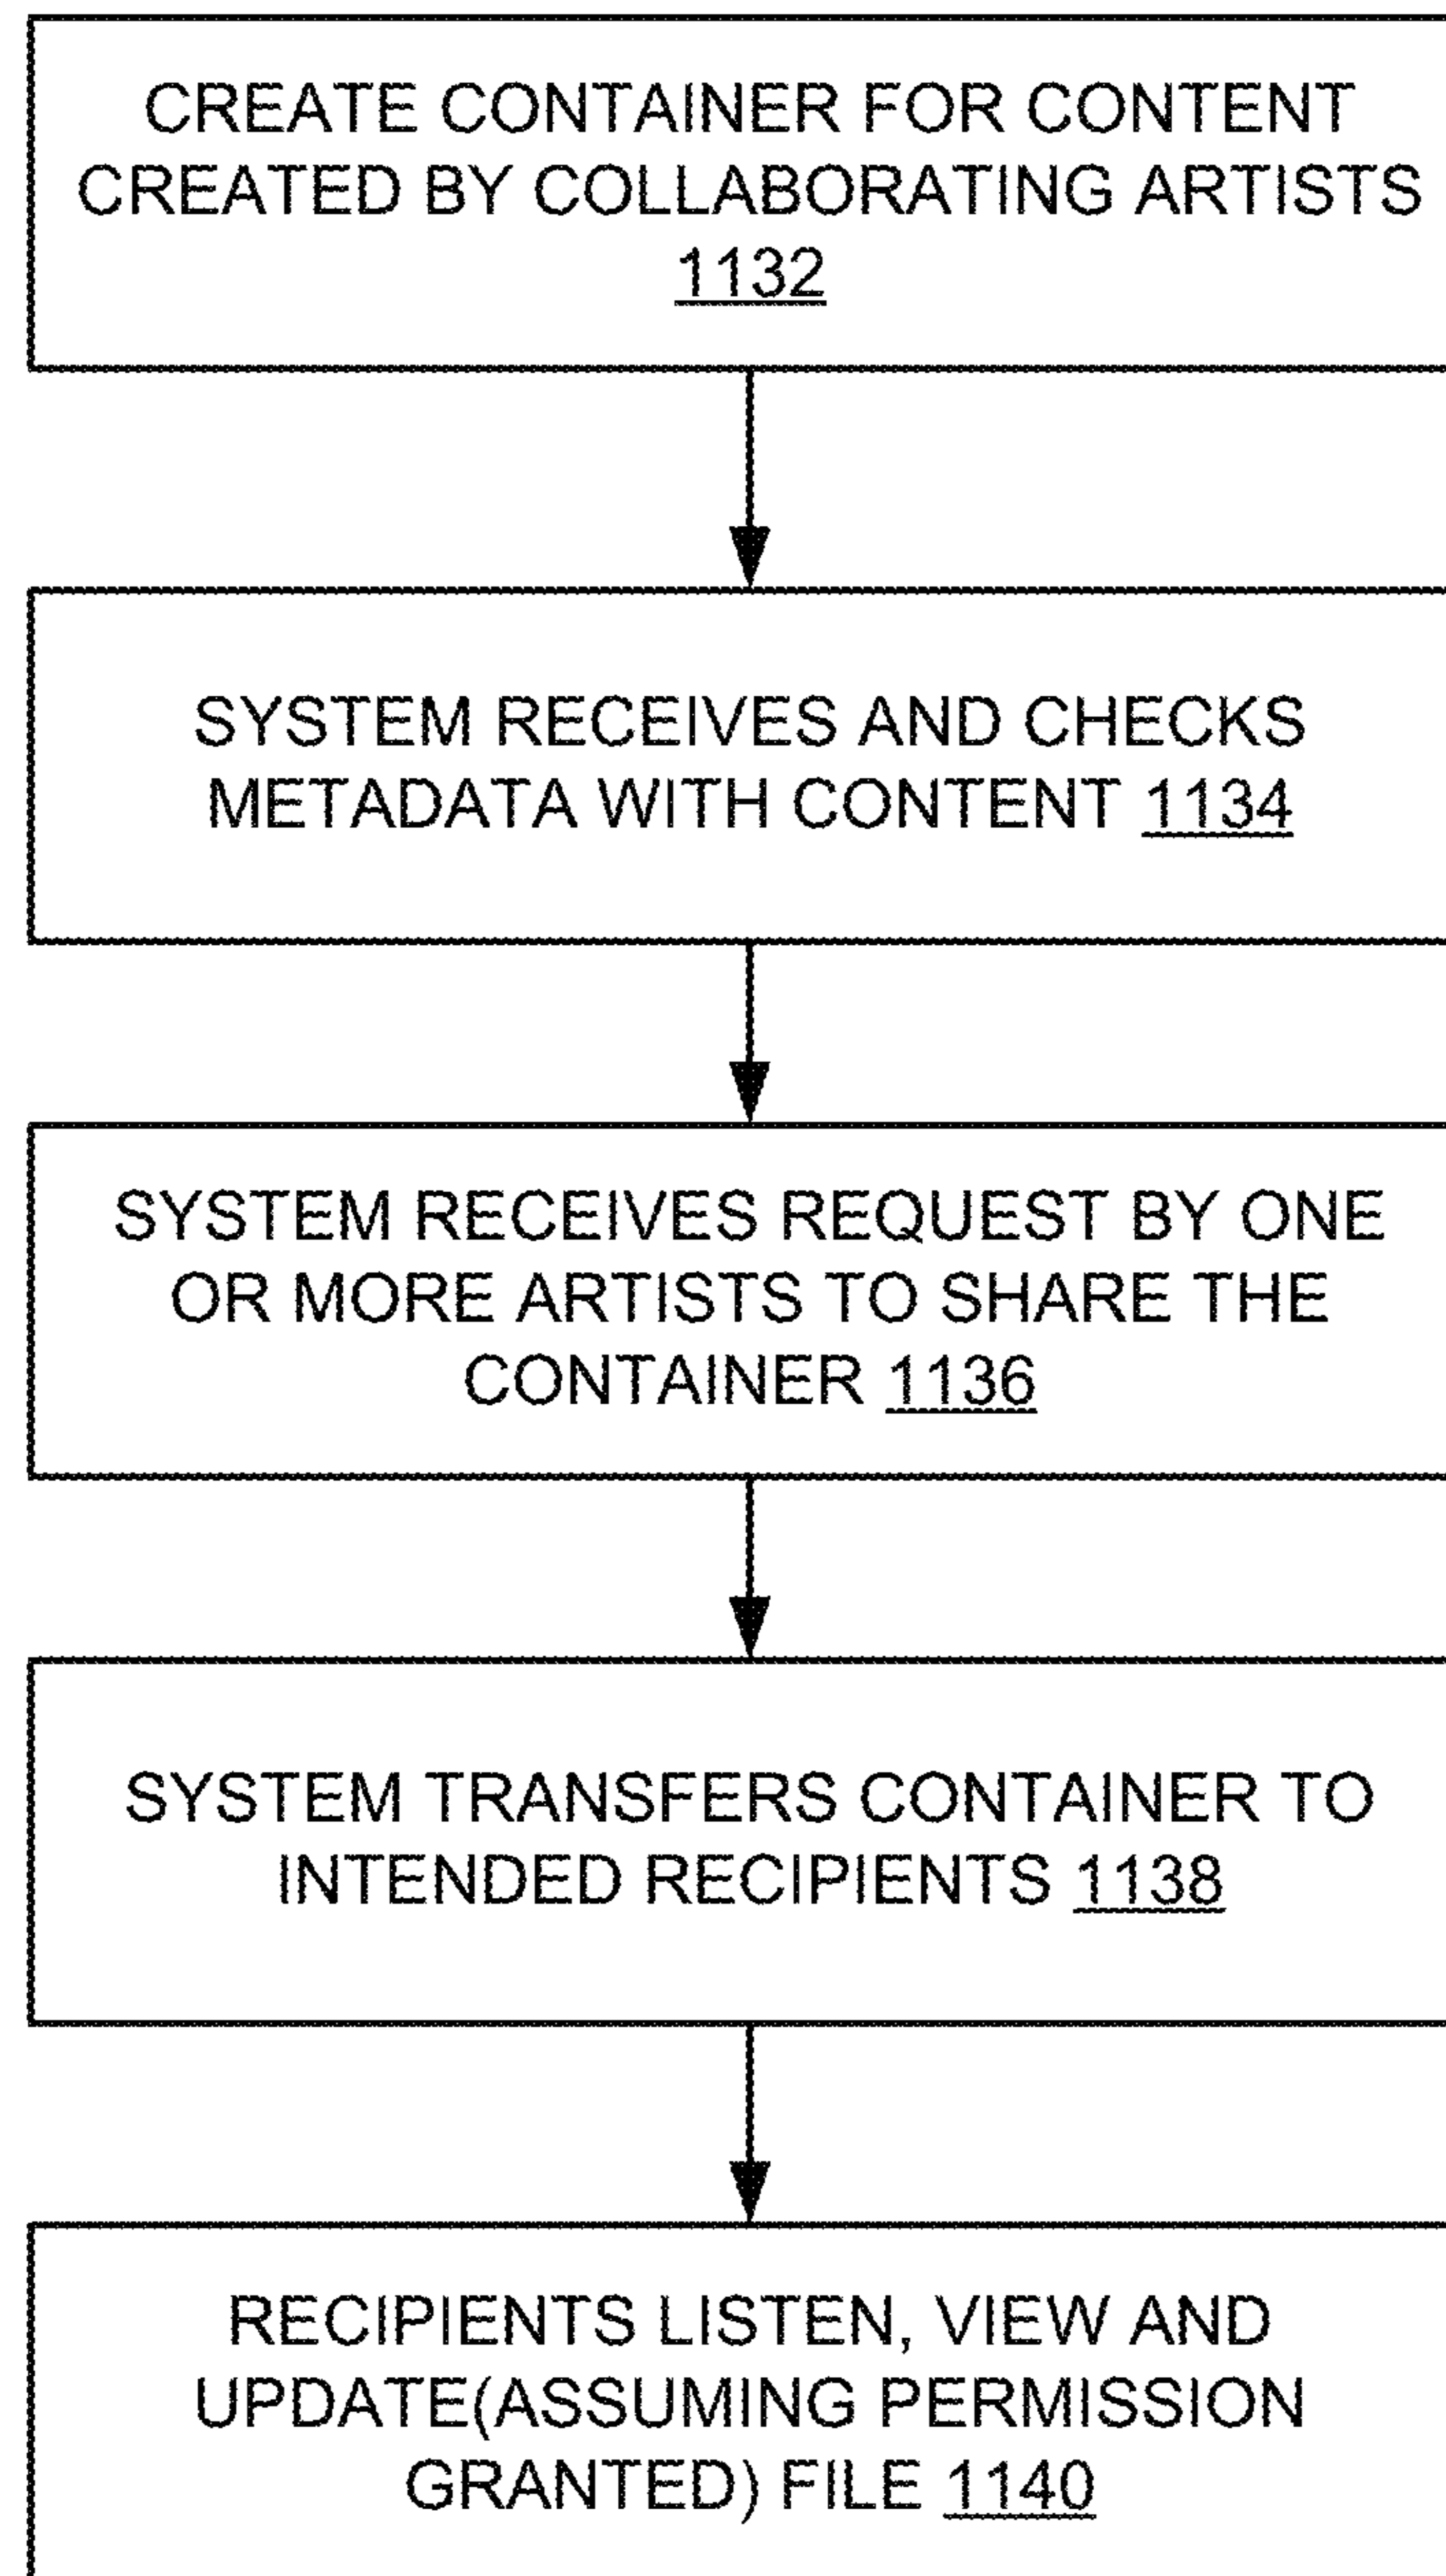 CREATE CONTAINER FOR CONTENT
CREATED BY COLLABORATING ARTISTS
1132
SYSTEM RECEIVES AND CHECKS
METADATA WITH CONTENT 1134
SYSTEM RECEIVES REQUEST BY ONE
OR MORE ARTISTS TO SHARE THE
CONTAINER 1136
SYSTEM TRANSFERS CONTAINER TO
INTENDED RECIPIENTS 1138
RECIPIENTS LISTEN, VIEW AND
UPDATE(ASSUMING PERMISSION
GRANTED) FILE 1140